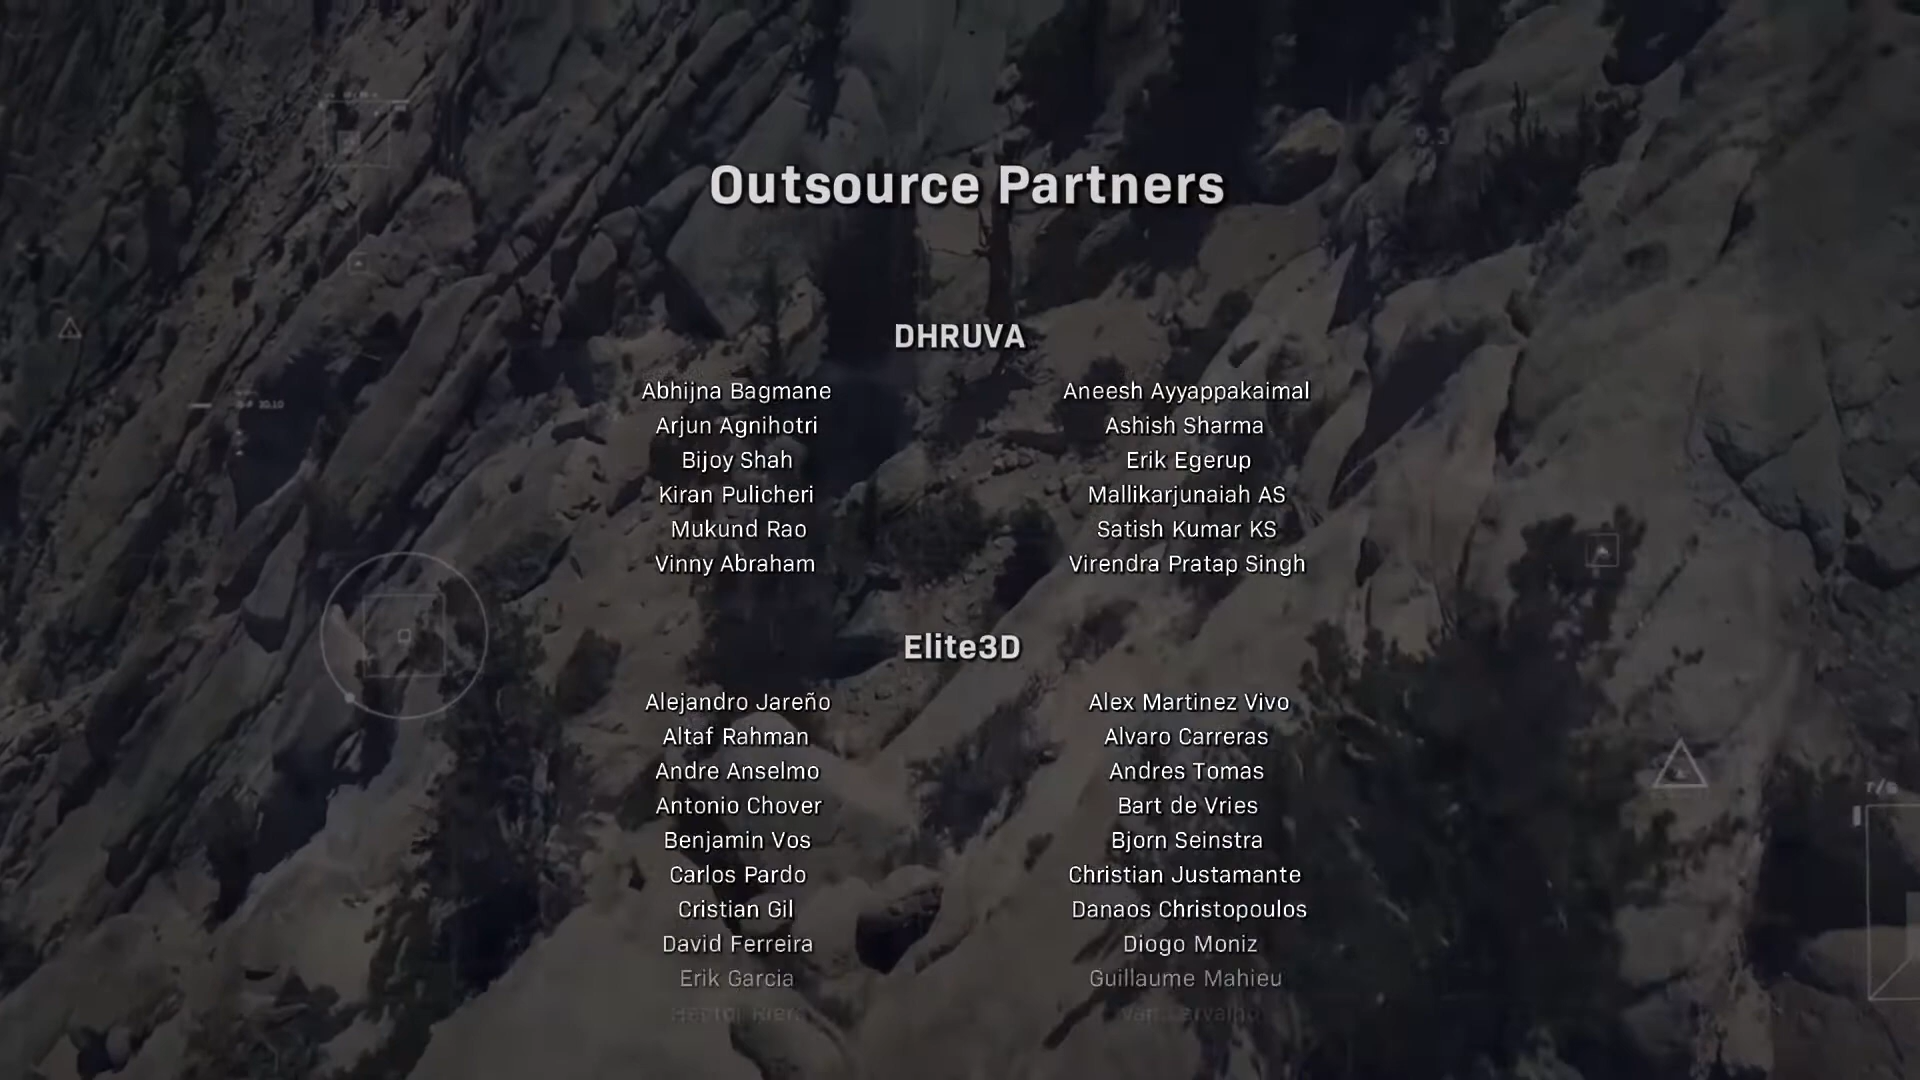 Outsource Partners
DHRUVA
Abhijna Bagmane Aneesh Ayyappakaimal
Arjun Agnihotri Ashish Sharma
Bijoy Shah Erik Egerup
Kiran Pulicheri Mallikarjunaiah AS
Mukund Rao Satish Kumar KS
Vinny Abraham Virendra Pratap Singh
Elite3D
Alejandro Jareño Alex Martinez Vivo
Altaf Rahman Alvaro Carreras
Andre Anselmo Andres Tomas
Antonio Chover Bart de Vries
Benjamin Vos Bjorn Seinstra
Carlos Pardo Christian Justamante
Cristian Gil Danaos Christopoulos
David Ferreira Diogo Moniz
Erik Garcia Guillaume Mahieu